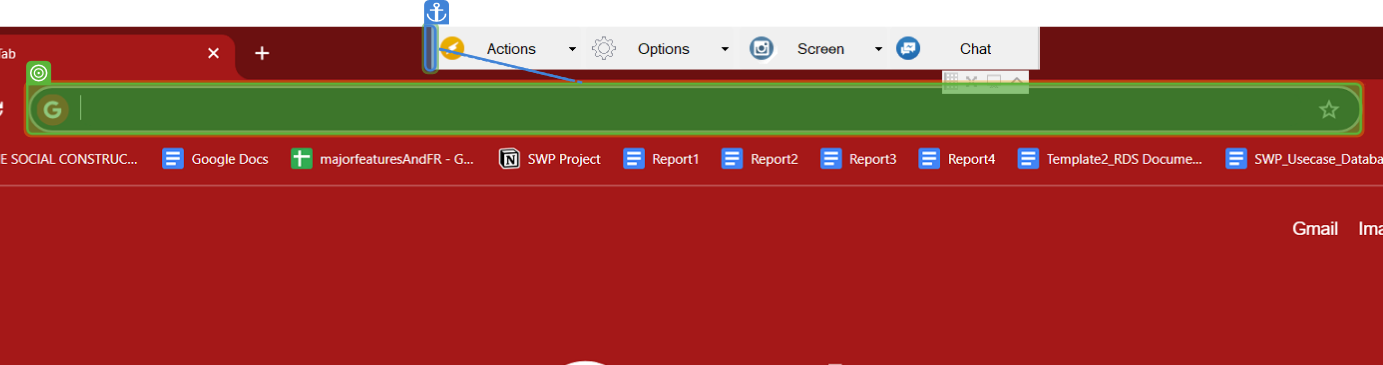 Tab
Actions Options Screen Chat
G
E SOCIAL CONSTRUC... Google Docs majorfeaturesAndFR - G... SWP Project Report1 Report2 Report3 Report4 Template2_RDS Docume... SWP_Usecase_Databa
Gmail Ima